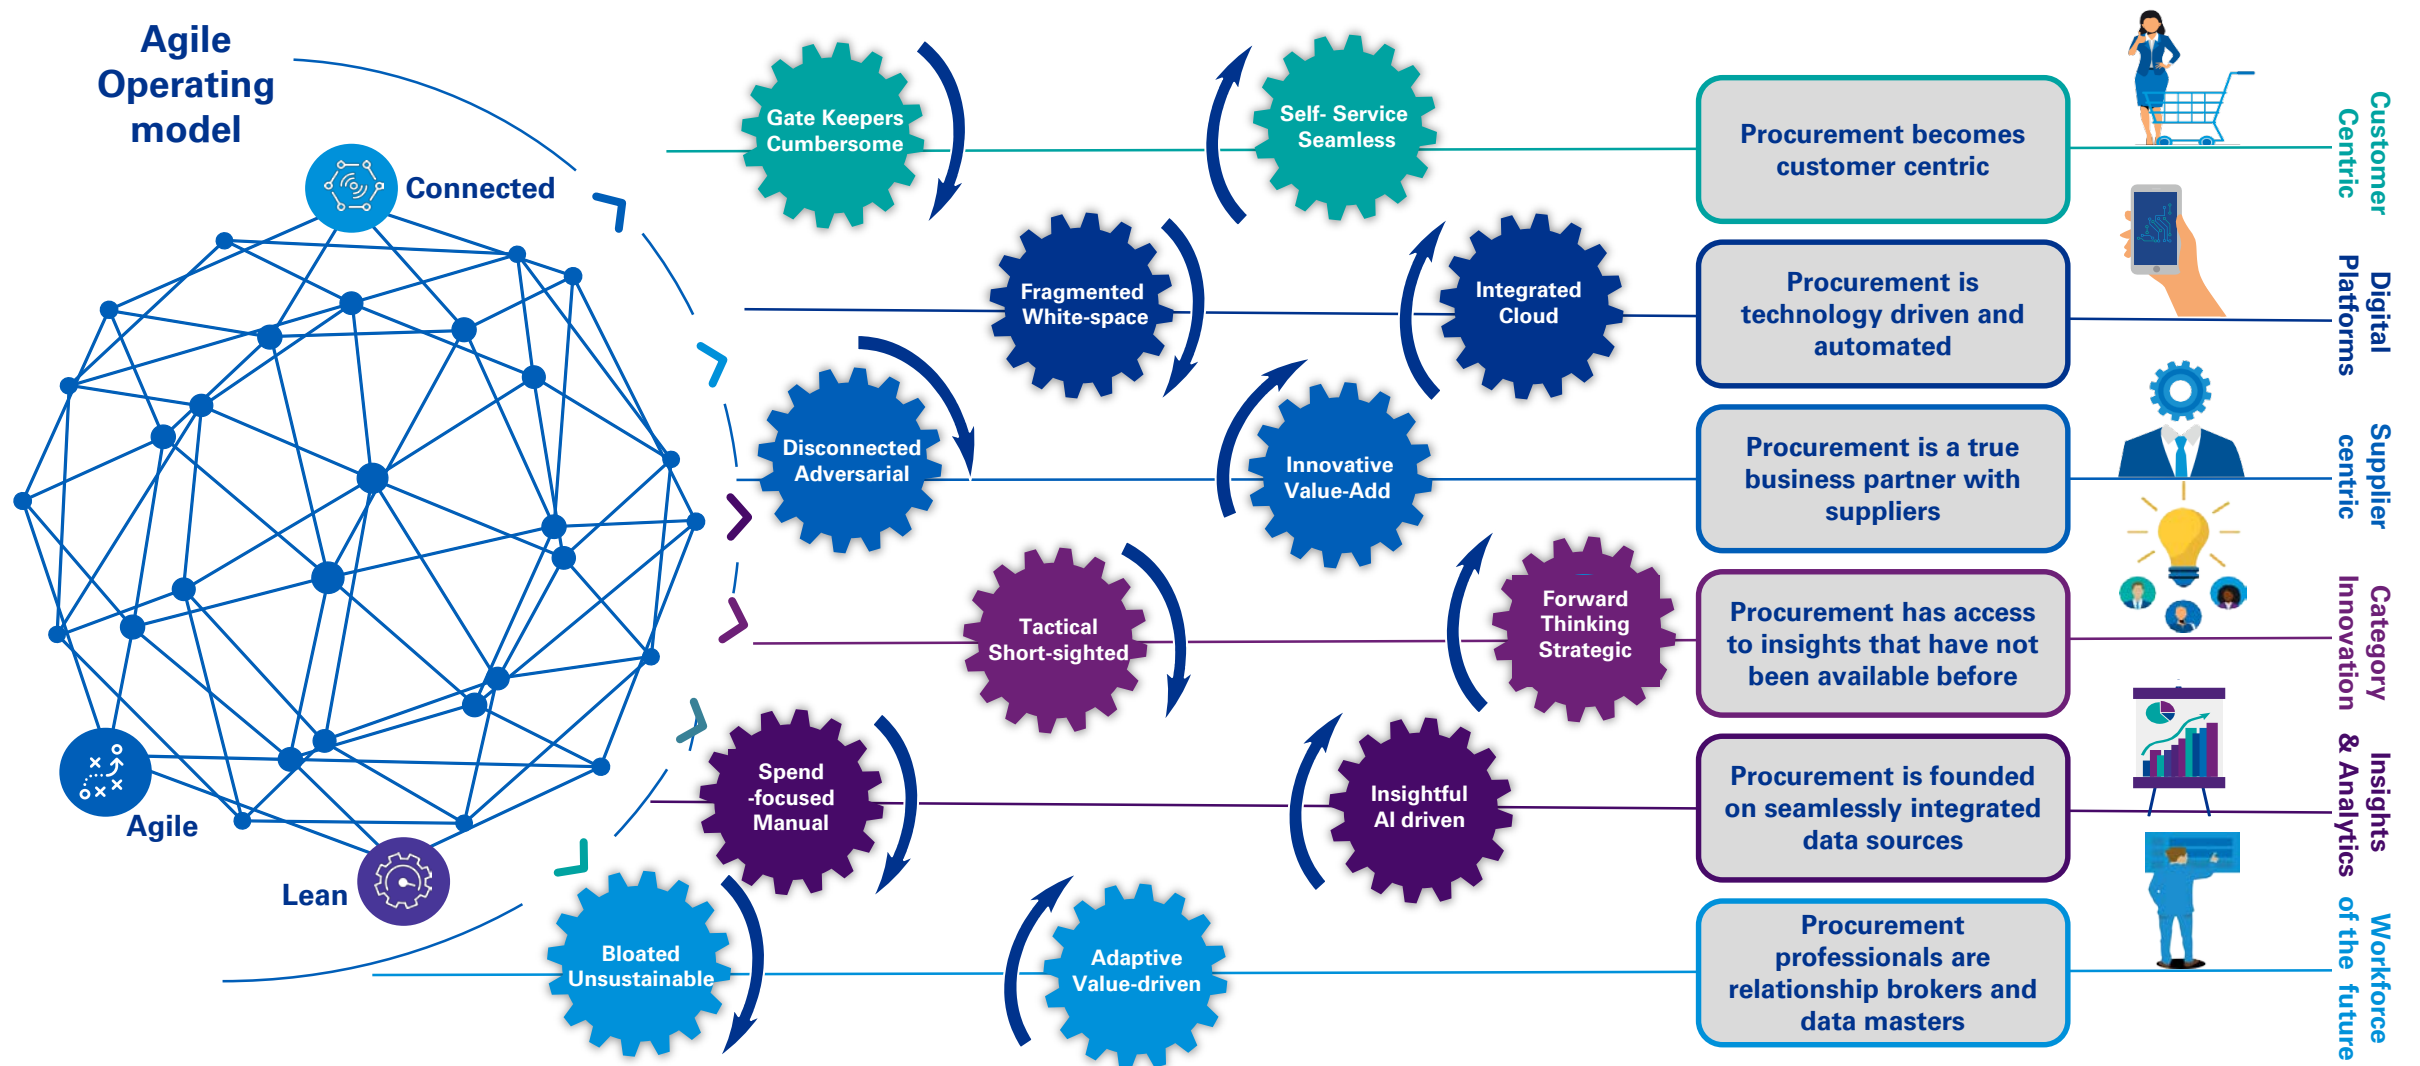 Agile
Operating
model
Connected
Agile
Lean
Gate Keepers
Cumbersome
Self- Service
Seamless
Procurement becomes
customer centric
Customer
Centric
Fragmented
White-space
Integrated
Cloud
Procurement is
technology driven and
automated
Digital
Platforms
Disconnected
Adversarial
Innovative
Value-Add
Procurement is a true
business partner with
suppliers
Supplier
centric
Tactical
Short-sighted
Forward
Thinking
Strategic
Procurement has access
to insights that have not
been available before
Category
Innovation
Spend
-focused
Manual
Insightful
AI driven
Procurement is founded
on seamlessly integrated
data sources
Insights
& Analytics
Bloated
Unsustainable
Adaptive
Value-driven
Procurement
professionals are
relationship brokers and
data masters
Workforce
of the future